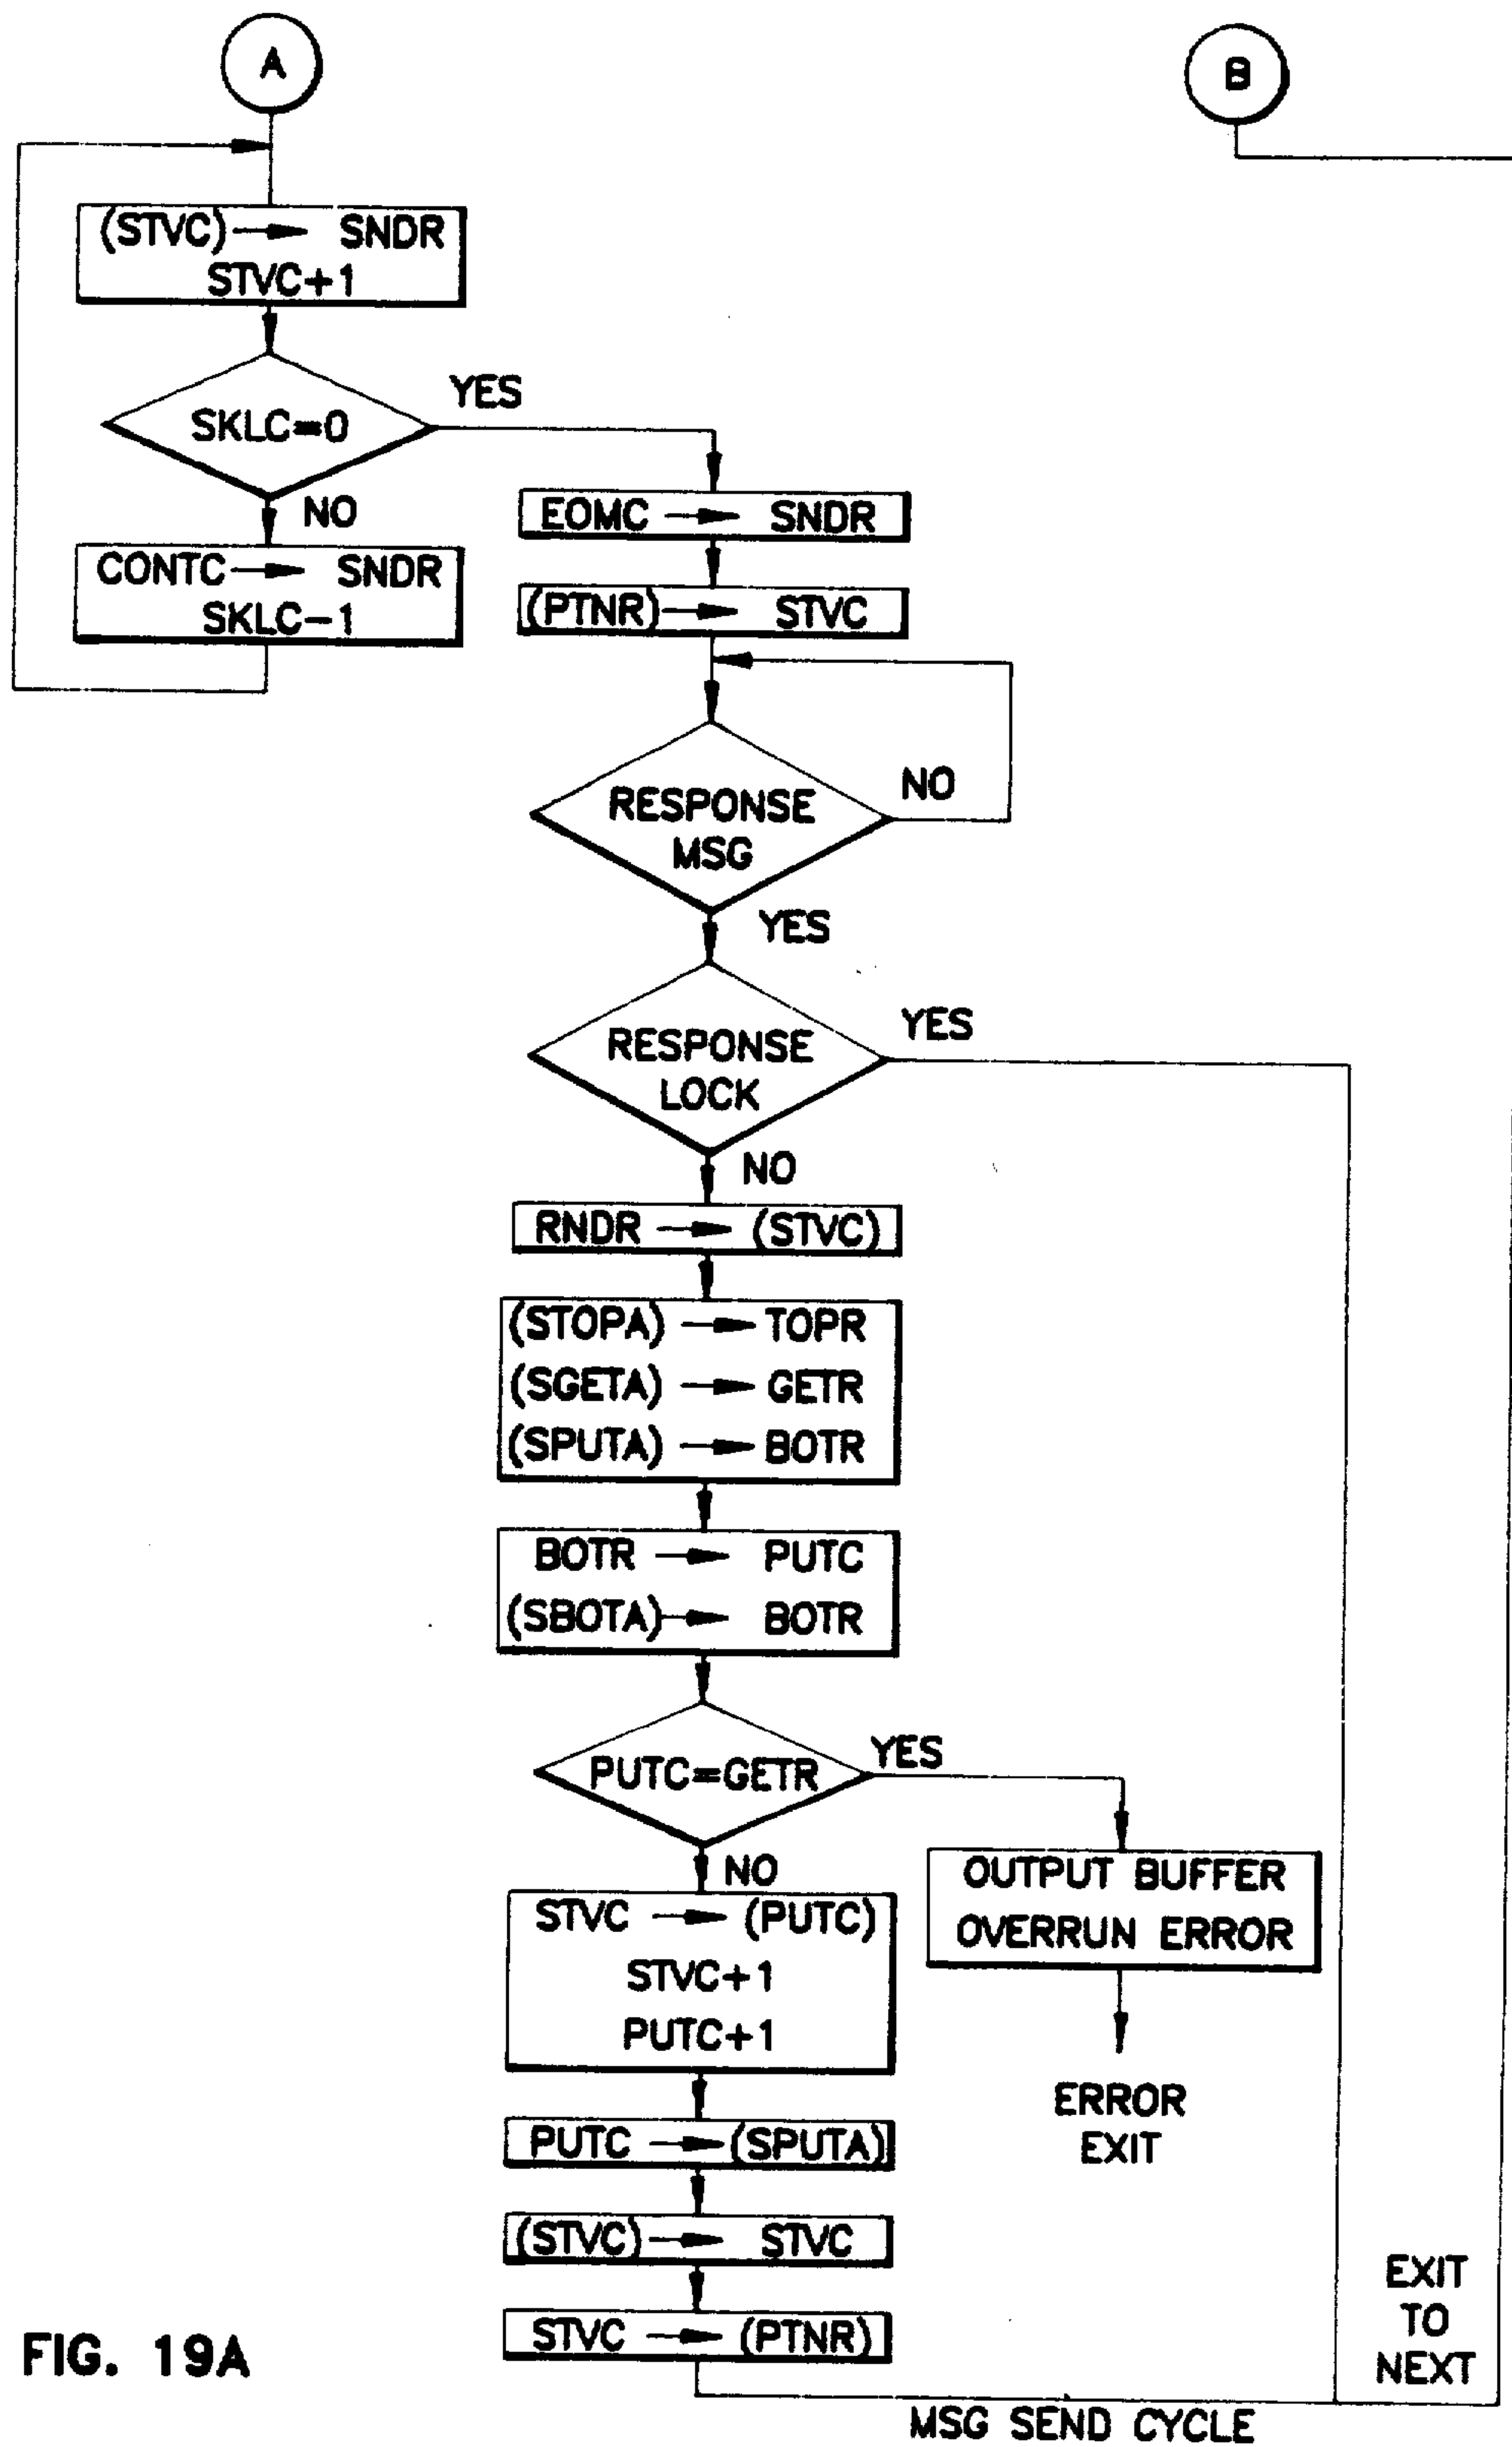 A
B
(STVC) → SNDR
STVC+1
SKLC=0
YES
NO
CONTC → SNDR
SKLC-1
EOMC → SNDR
(PTNR) → STVC
RESPONSE
MSG
NO
YES
RESPONSE
LOCK
YES
NO
RNDR → (STVC)
(STOPA) → TOPR
(SGETA) → GETR
(SPUTA) → BOTR
BOTR → PUTC
(SBOTA) → BOTR
PUTC=GETR
YES
NO
OUTPUT BUFFER
OVERRUN ERROR
ERROR
EXIT
STVC → (PUTC)
STVC+1
PUTC+1
PUTC → (SPUTA)
(STVC) → STVC
STVC → (PTNR)
EXIT
TO
NEXT
MSG SEND CYCLE
FIG. 19A